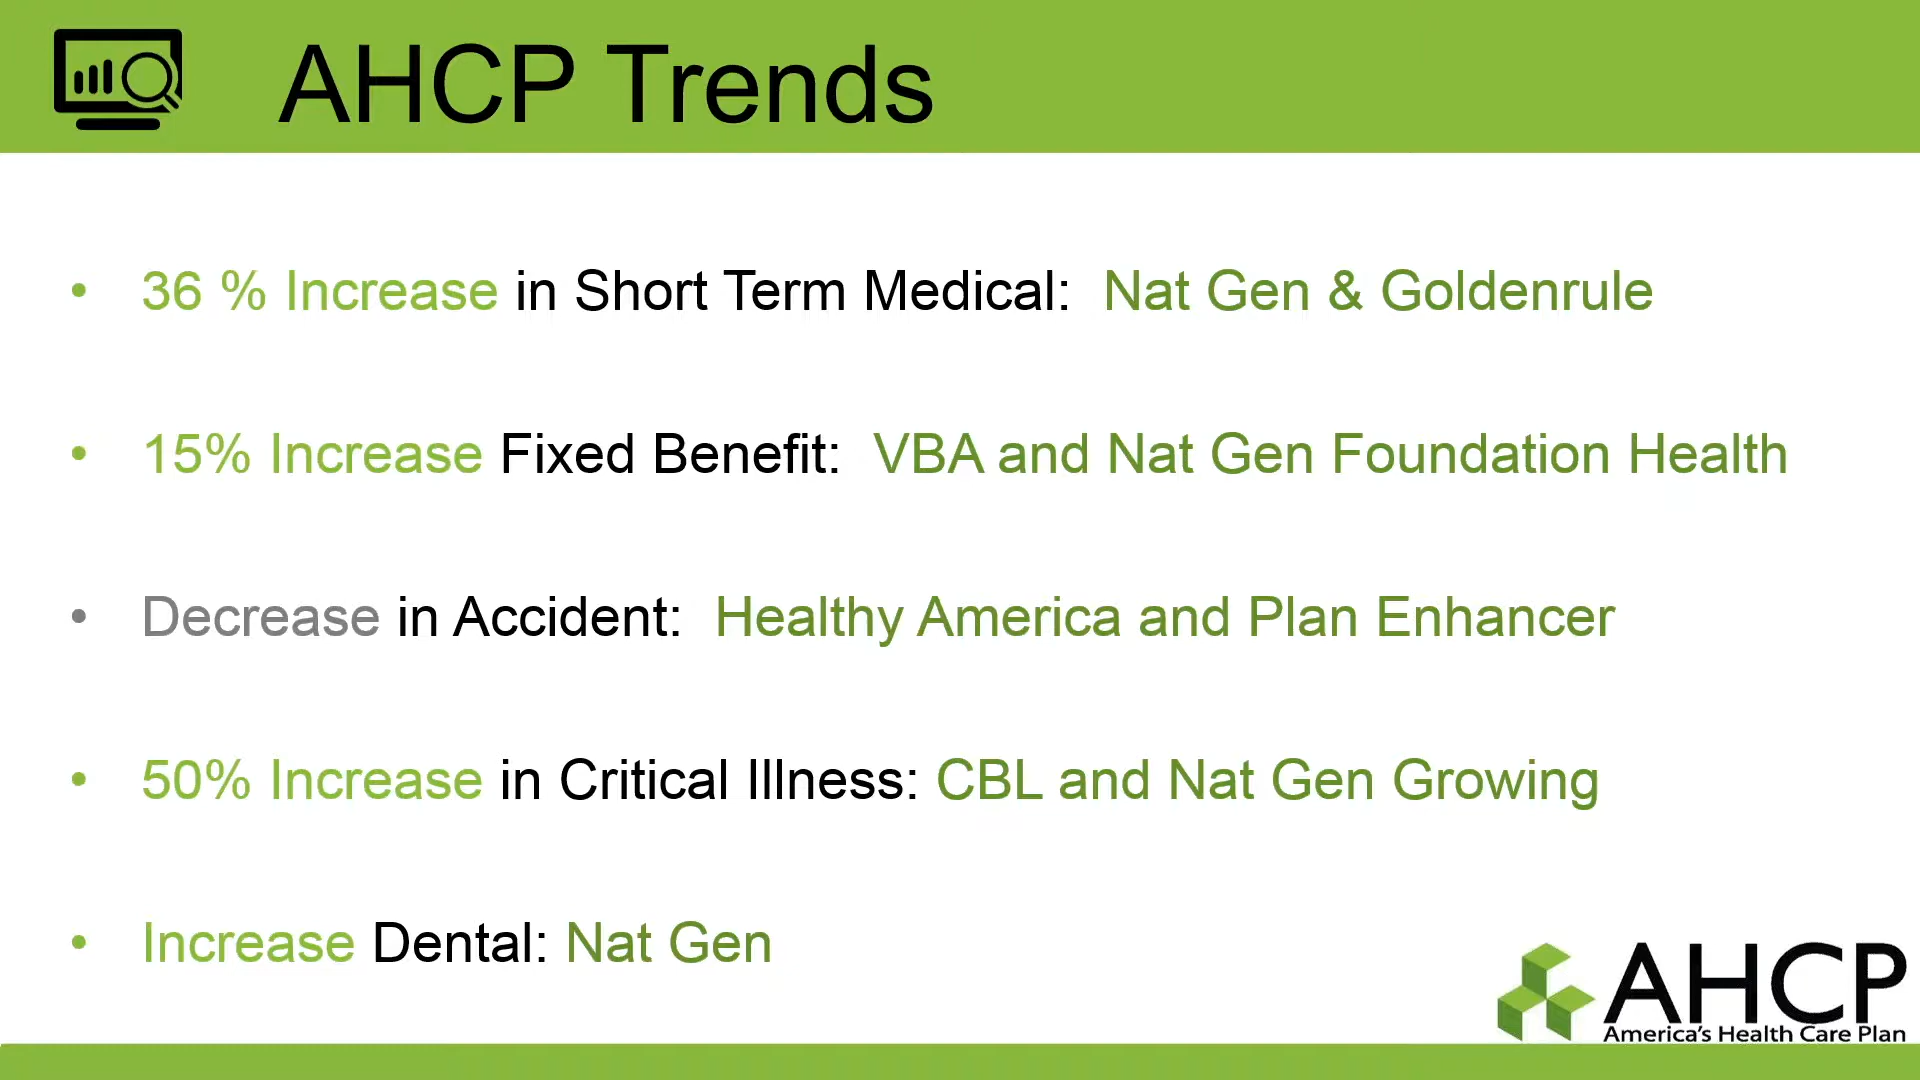 AHCP Trends
• 36 % Increase in Short Term Medical: Nat Gen & Goldenrule
• 15% Increase Fixed Benefit: VBA and Nat Gen Foundation Health
• Decrease in Accident: Healthy America and Plan Enhancer
• 50% Increase in Critical Illness: CBL and Nat Gen Growing
• Increase Dental: Nat Gen
AHCP
America's Health Care Plan